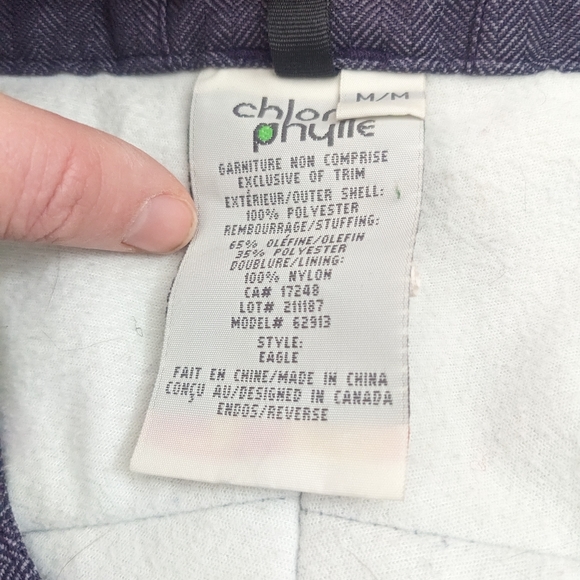 M/M
chlorophylle
GARNITURE NON COMPRISE
EXCLUSIVE OF TRIM
EXTÉRIEUR/OUTER SHELL:
100% POLYESTER
REMBOURRAGE/STUFFING:
65% OLÉFINE/OLEFIN
35% POLYESTER
DOUBLURE/LINING:
100% NYLON
CA# 17248
LOT# 211187
MODEL# 62913
STYLE:
EAGLE
FAIT EN CHINE/MADE IN CHINA
CONÇU AU/DESIGNED IN CANADA
ENDOS/REVERSE